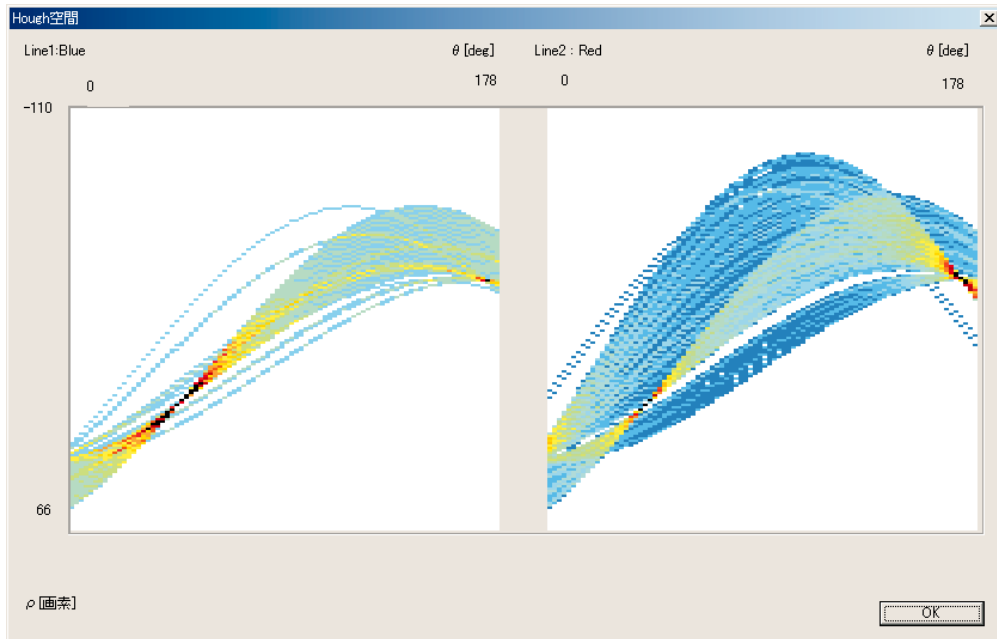 Hough空間
Line1:Blue
θ [deg]
Line2 : Red
θ [deg]
0
178
0
178
-110
66
ρ [画素]
OK